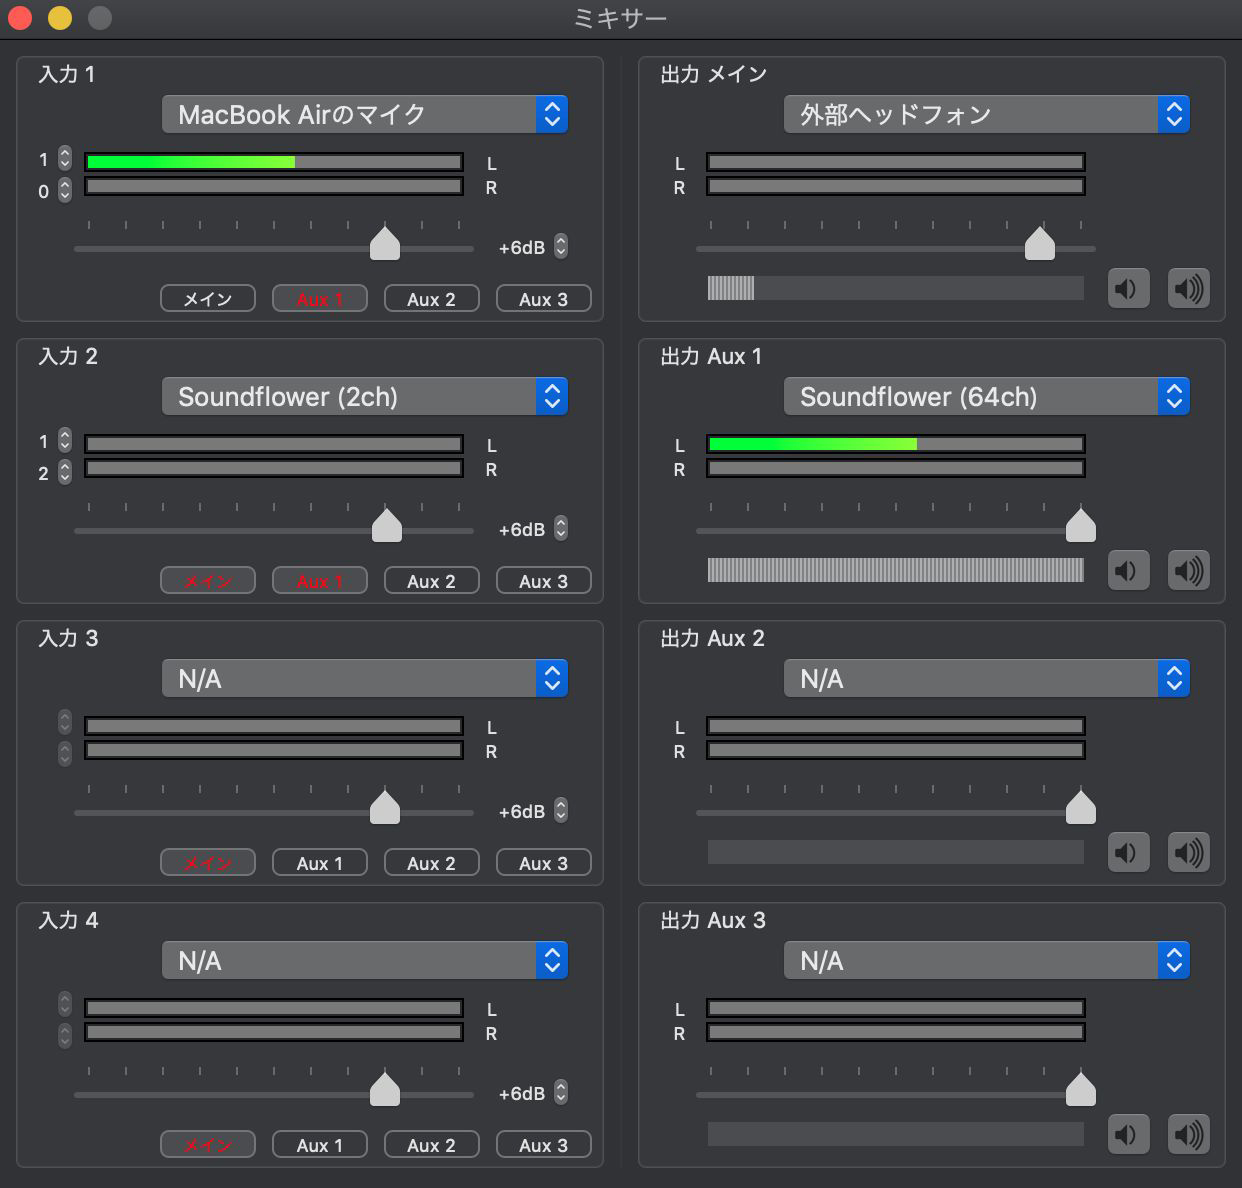 ミキサー
入力 1
MacBook Airのマイク
1
L
0
R
+6dB
メイン Aux 1 Aux 2 Aux 3
入力 2
Soundflower (2ch)
1
L
2
R
+6dB
メイン Aux 1 Aux 2 Aux 3
入力 3
N/A
L
R
+6dB
メイン Aux 1 Aux 2 Aux 3
入力 4
N/A
L
R
+6dB
メイン Aux 1 Aux 2 Aux 3
出力 メイン
外部ヘッドフォン
L
R
出力 Aux 1
Soundflower (64ch)
L
R
出力 Aux 2
N/A
L
R
出力 Aux 3
N/A
L
R